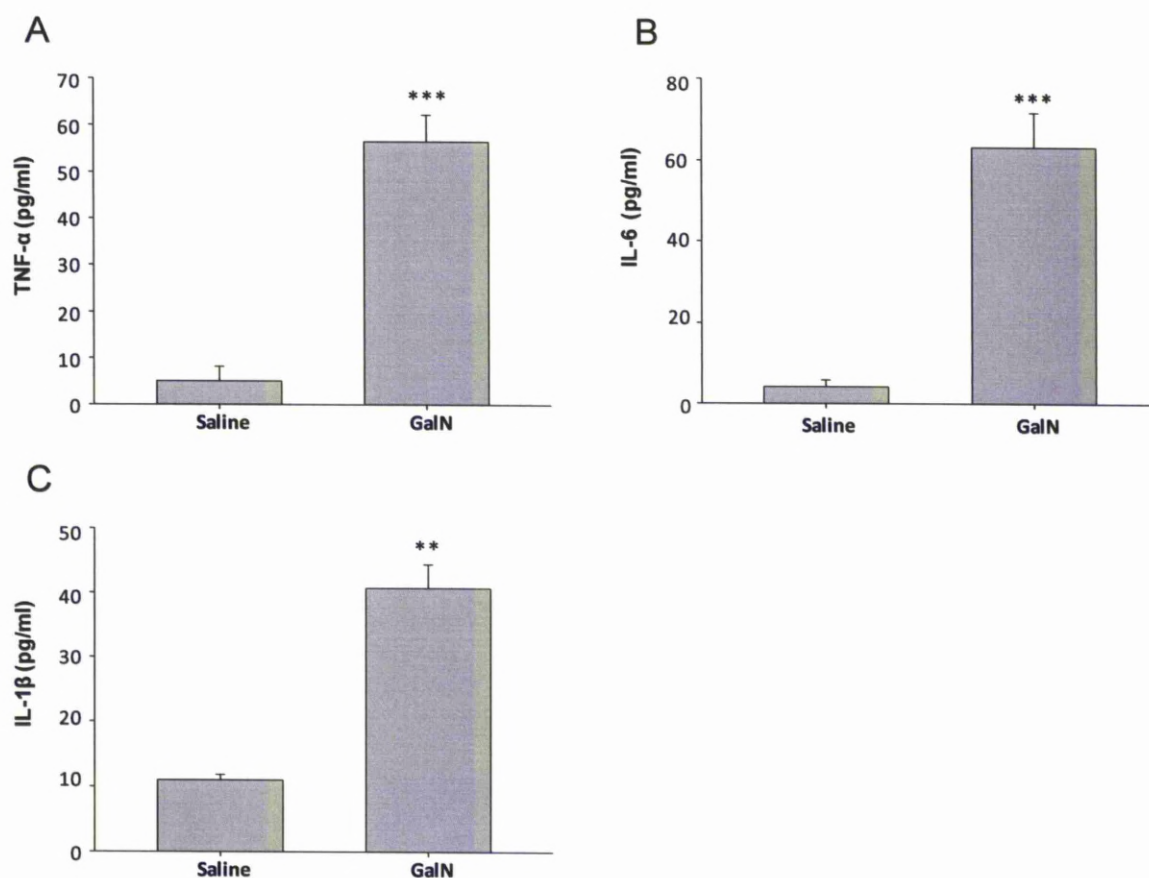 A
TNF-α (pg/ml)
70
60
50
40
30
20
10
0
***
Saline
GalN
B
IL-6 (pg/ml)
80
60
40
20
0
***
Saline
GalN
C
IL-1β (pg/ml)
50
40
30
20
10
0
**
Saline
GalN